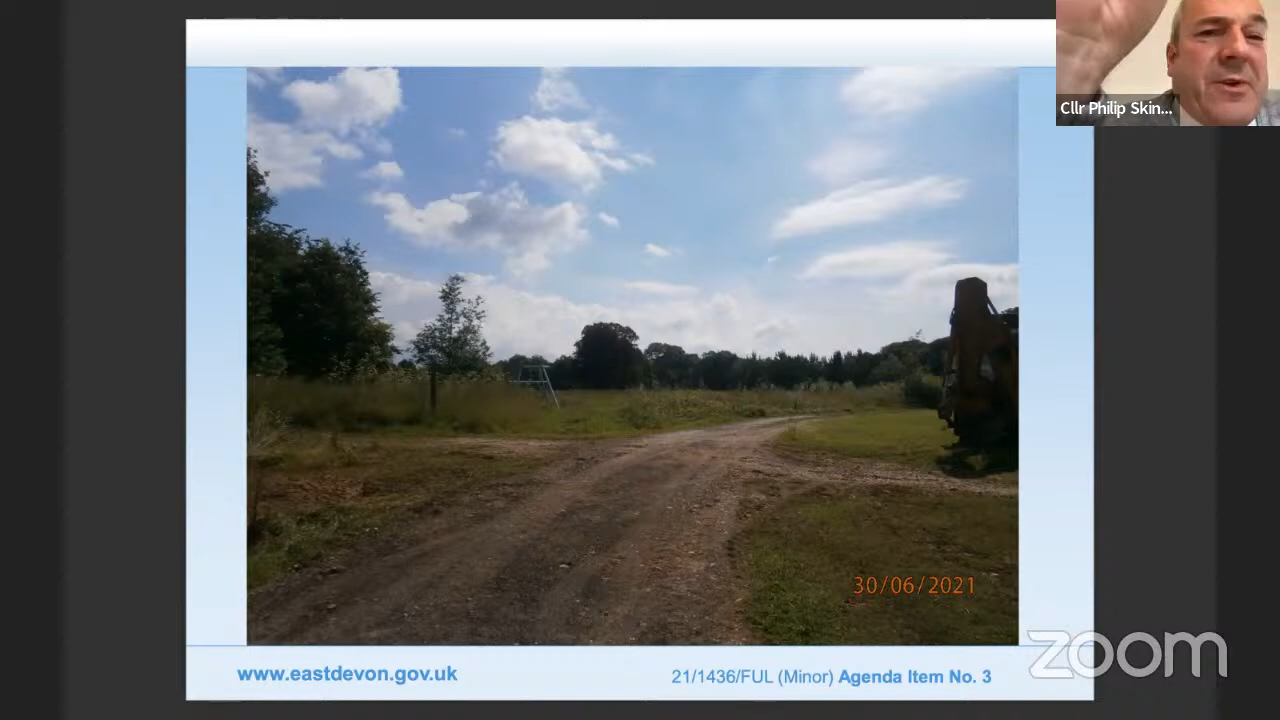 Cllr Philip Skin...
30/06/2021
www.eastdevon.gov.uk
21/1436/FUL (Minor) Agenda Item No. 3
zoom